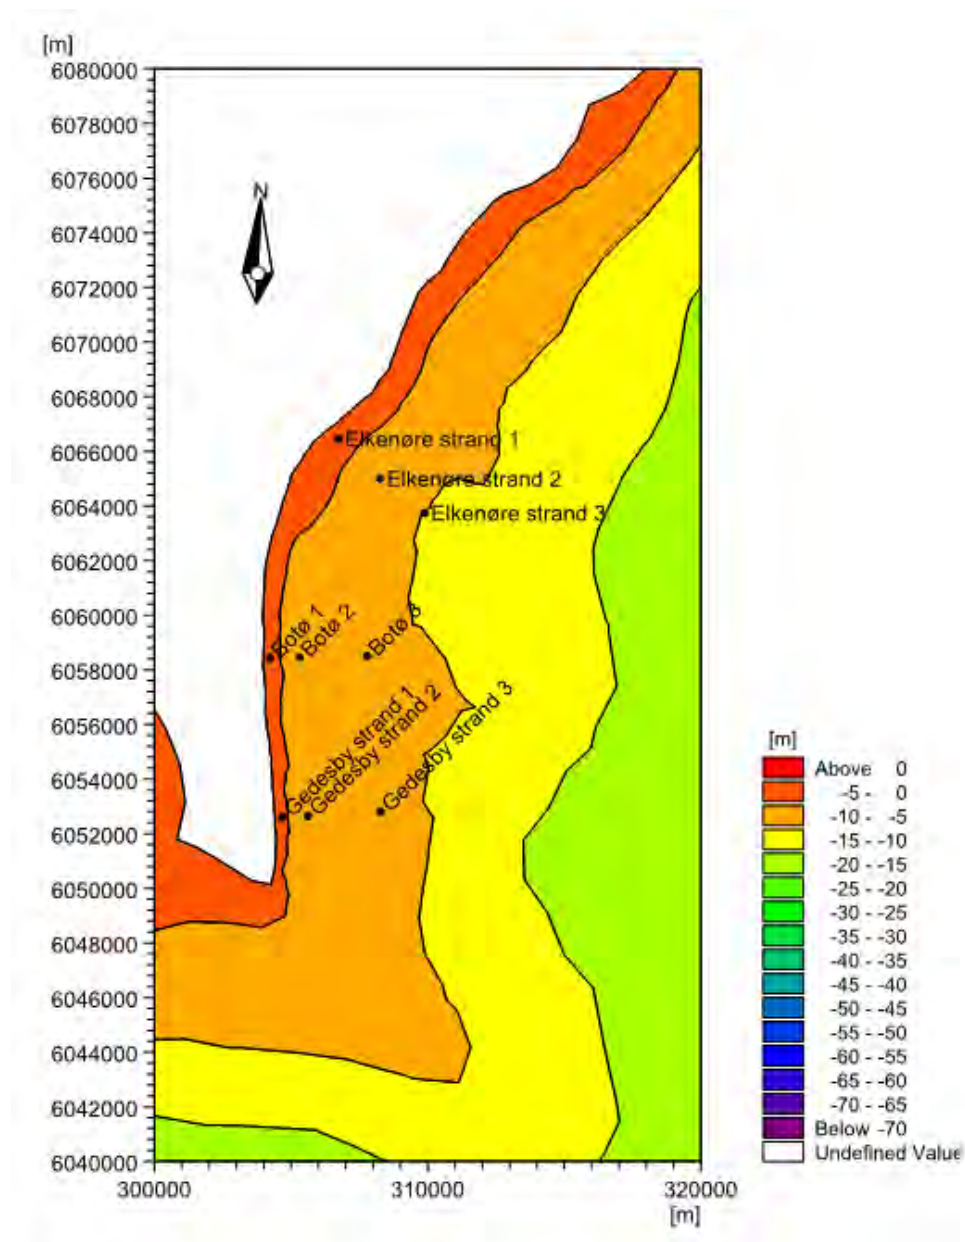 [m]
6080000
6078000
6076000
N
6074000
6072000
6070000
6068000
6066000
Elkenøre strand 1
Elkenøre strand 2
6064000
Elkenøre strand 3
6062000
6060000
Botø 1
Botø 2
Botø 3
6058000
6056000
Gedesby strand 1
Gedesby strand 2
Gedesby strand 3
6054000
6052000
6050000
6048000
6046000
6044000
6042000
6040000
300000 310000 320000
[m]
[m]
Above 0
-5 - 0
-10 - -5
-15 - -10
-20 - -15
-25 - -20
-30 - -25
-35 - -30
-40 - -35
-45 - -40
-50 - -45
-55 - -50
-60 - -55
-65 - -60
-70 - -65
Below -70
Undefined Value